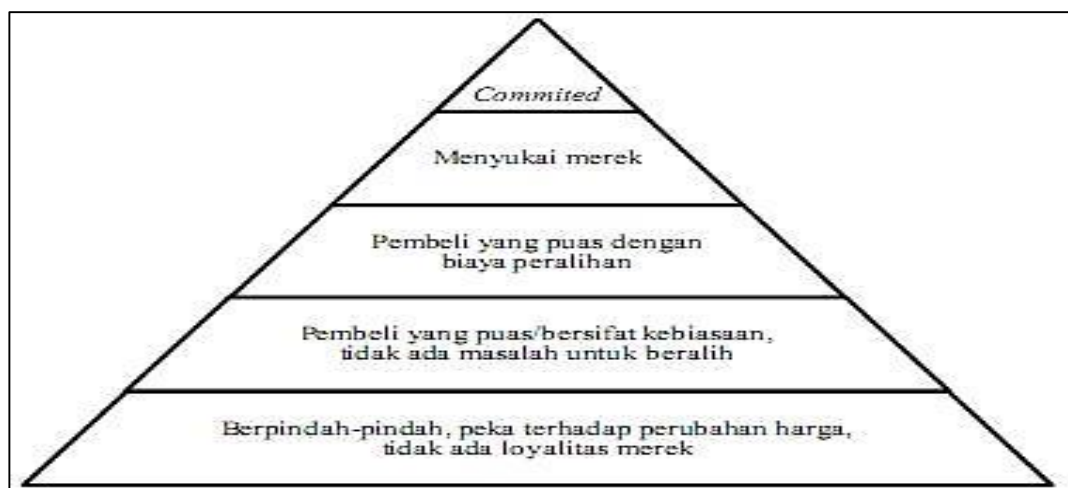 Commited
Menyukai merek
Pembeli yang puas dengan
biaya peralihan
Pembeli yang puas/bersifat kebiasaan,
tidak ada masalah untuk beralih
Berpindah-pindah, peka terhadap perubahan harga,
tidak ada loyalitas merek